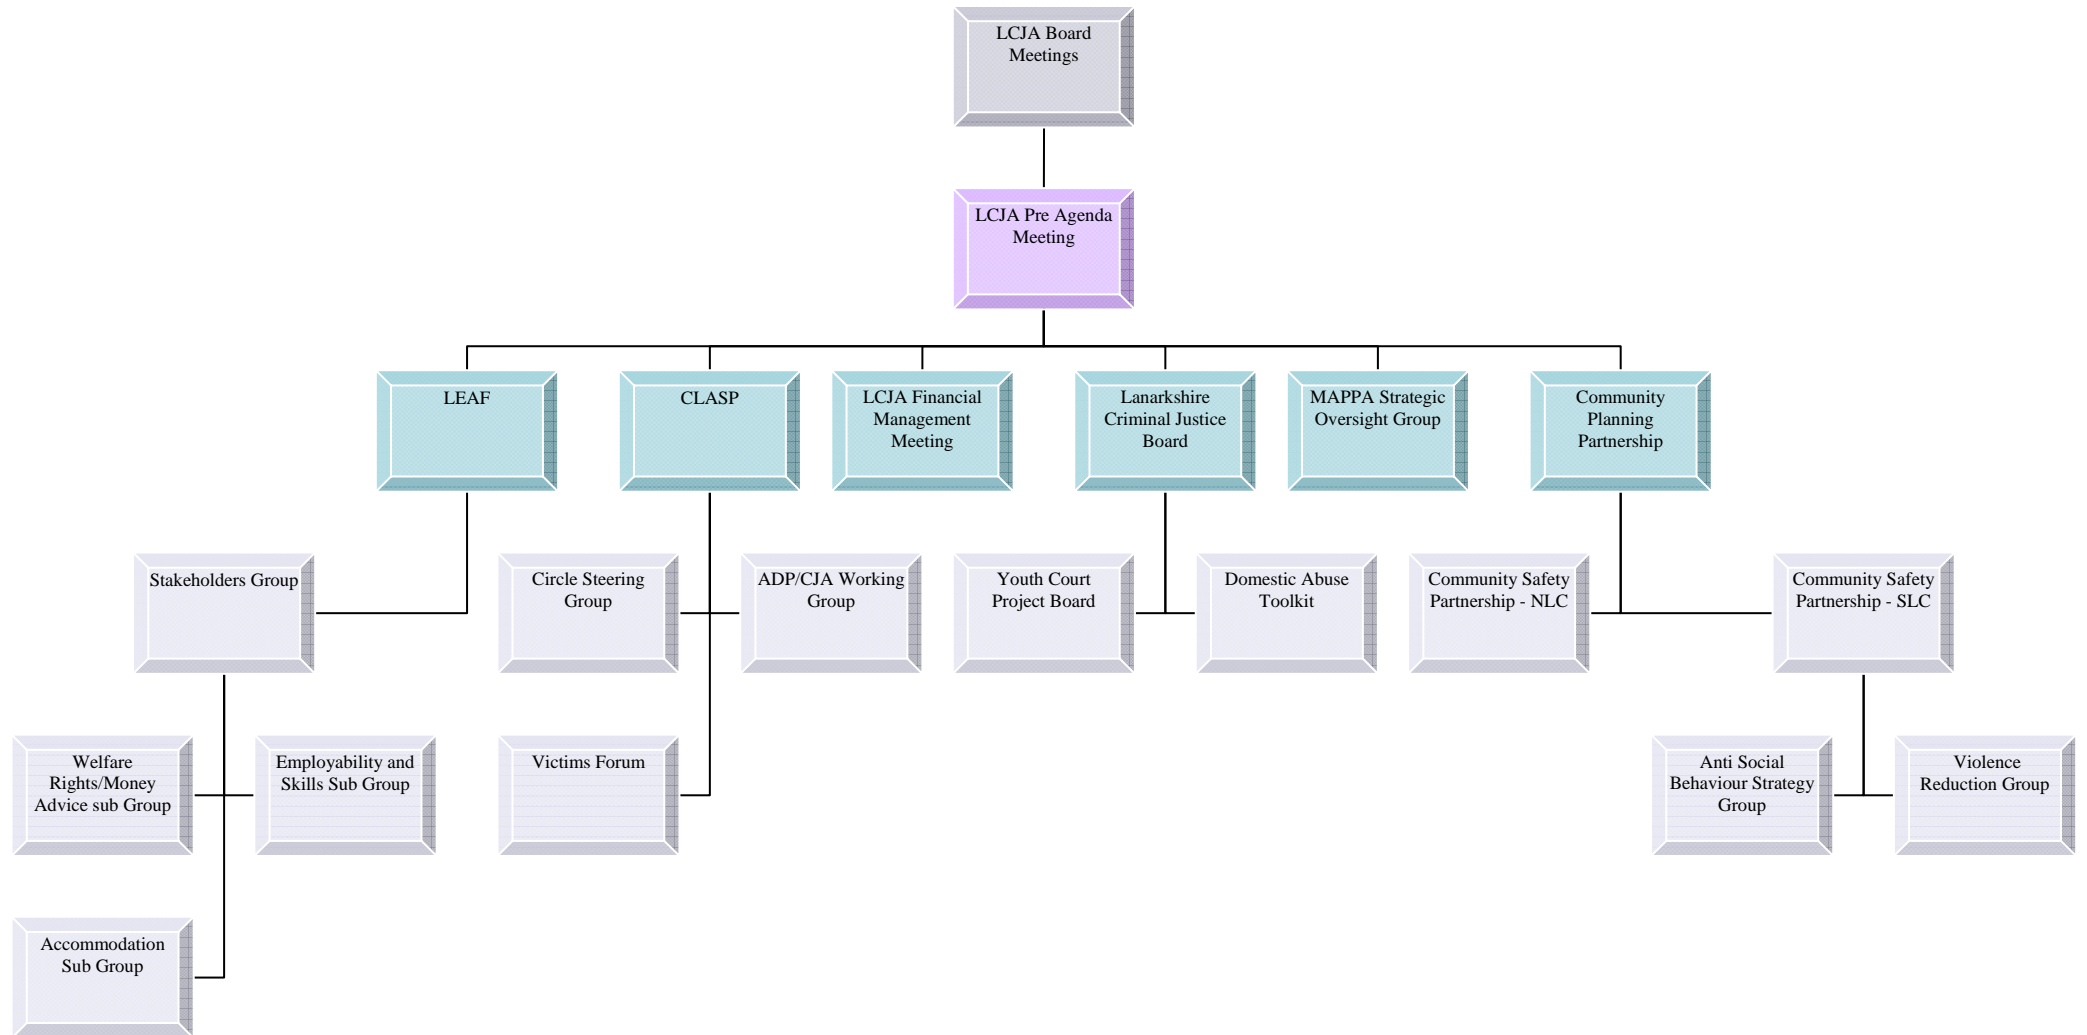 LCJA Board
Meetings
LCJA Pre Agenda
Meeting
LEAF
CLASP
LCJA Financial
Management
Meeting
Lanarkshire
Criminal Justice
Board
MAPPA Strategic
Oversight Group
Community
Planning
Partnership
Stakeholders Group
Circle Steering
Group
ADP/CJA Working
Group
Youth Court
Project Board
Domestic Abuse
Toolkit
Community Safety
Partnership - NLC
Community Safety
Partnership - SLC
Welfare
Rights/Money
Advice sub Group
Employability and
Skills Sub Group
Victims Forum
Anti Social
Behaviour Strategy
Group
Violence
Reduction Group
Accommodation
Sub Group